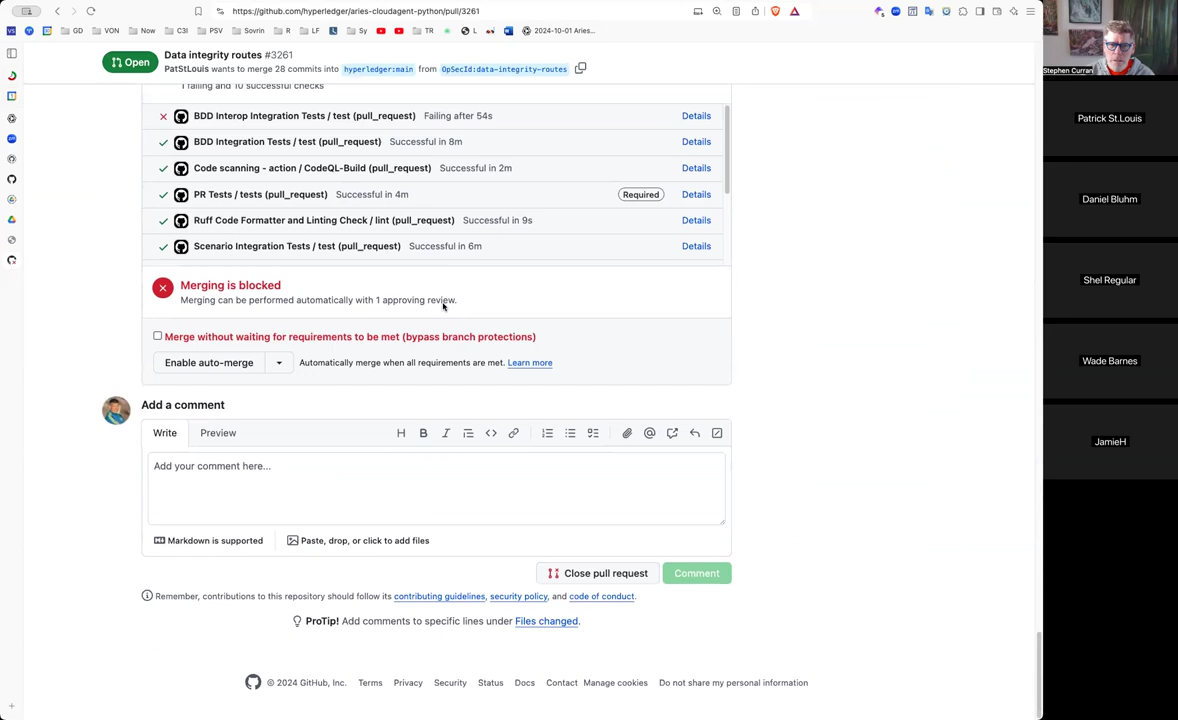 https://github.com/hyperledger/aries-cloudagent-python/pull/3261
GD VON Now C3I PSV Sovrin R LF Sy TR L 2024-10-01 Aries...
Open
Data integrity routes #3261
PatStLouis wants to merge 28 commits into hyperledger:main from OpSecId:data-integrity-routes
1 failing and 10 successful checks
BDD Interop Integration Tests / test (pull_request) Failing after 54s Details
BDD Integration Tests / test (pull_request) Successful in 8m Details
Code scanning - action / CodeQL-Build (pull_request) Successful in 2m Details
PR Tests / tests (pull_request) Successful in 4m Required Details
Ruff Code Formatter and Linting Check / lint (pull_request) Successful in 9s Details
Scenario Integration Tests / test (pull_request) Successful in 6m Details
Merging is blocked
Merging can be performed automatically with 1 approving review.
Merge without waiting for requirements to be met (bypass branch protections)
Enable auto-merge Automatically merge when all requirements are met. Learn more
Add a comment
Write Preview
Add your comment here...
Markdown is supported Paste, drop, or click to add files
Close pull request Comment
Remember, contributions to this repository should follow its contributing guidelines, security policy, and code of conduct.
ProTip! Add comments to specific lines under Files changed.
© 2024 GitHub, Inc. Terms Privacy Security Status Docs Contact Manage cookies Do not share my personal information
Stephen Curran
Patrick St.Louis
Daniel Bluhm
Shel Regular
Wade Barnes
JamieH